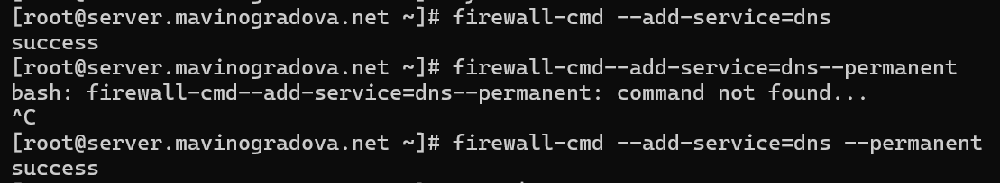 [root@server.mavinogradova.net ~]# firewall-cmd --add-service=dns
success
[root@server.mavinogradova.net ~]# firewall-cmd--add-service=dns--permanent
bash: firewall-cmd--add-service=dns--permanent: command not found...
^C
[root@server.mavinogradova.net ~]# firewall-cmd --add-service=dns --permanent
success